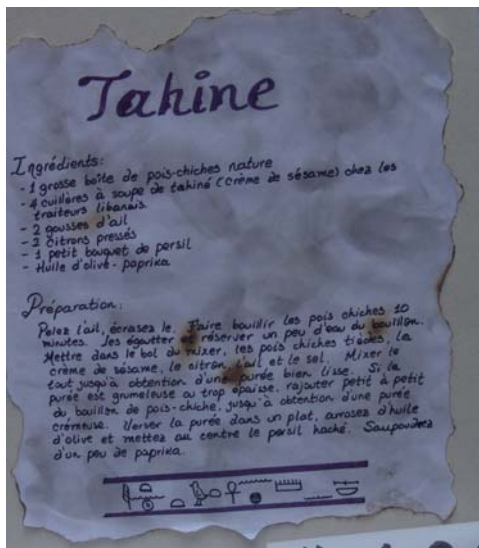 Tahine
Ingrédients:
- 1 grosse boîte de pois-chiches nature
- 4 cuillères à soupe de tahiné (crème de sésame) chez les
traiteurs libanais
- 2 gousses d'ail
- 2 citrons pressés
- 1 petit bouquet de persil
- Huile d'olive - paprika
Préparation:
Pelez l'ail, écrasez le. Faire bouillir les pois chiches 10
minutes. Les égoutter et réserver un peu d'eau du bouillon.
Mettre dans le bol du mixer, les pois chiches tièdes, la
crème de sésame, le citron, l'ail et le sel. Mixer le
tout jusqu'à obtention d'une purée bien lisse. Si la
purée est grumeleuse ou trop épaisse, rajouter petit à petit
du bouillon de pois-chiche, jusqu'à obtention d'une purée
crémeuse. Verser la purée dans un plat, arrosez d'huile
d'olive et mettez au centre le persil haché. Saupoudrez
d'un peu de paprika.